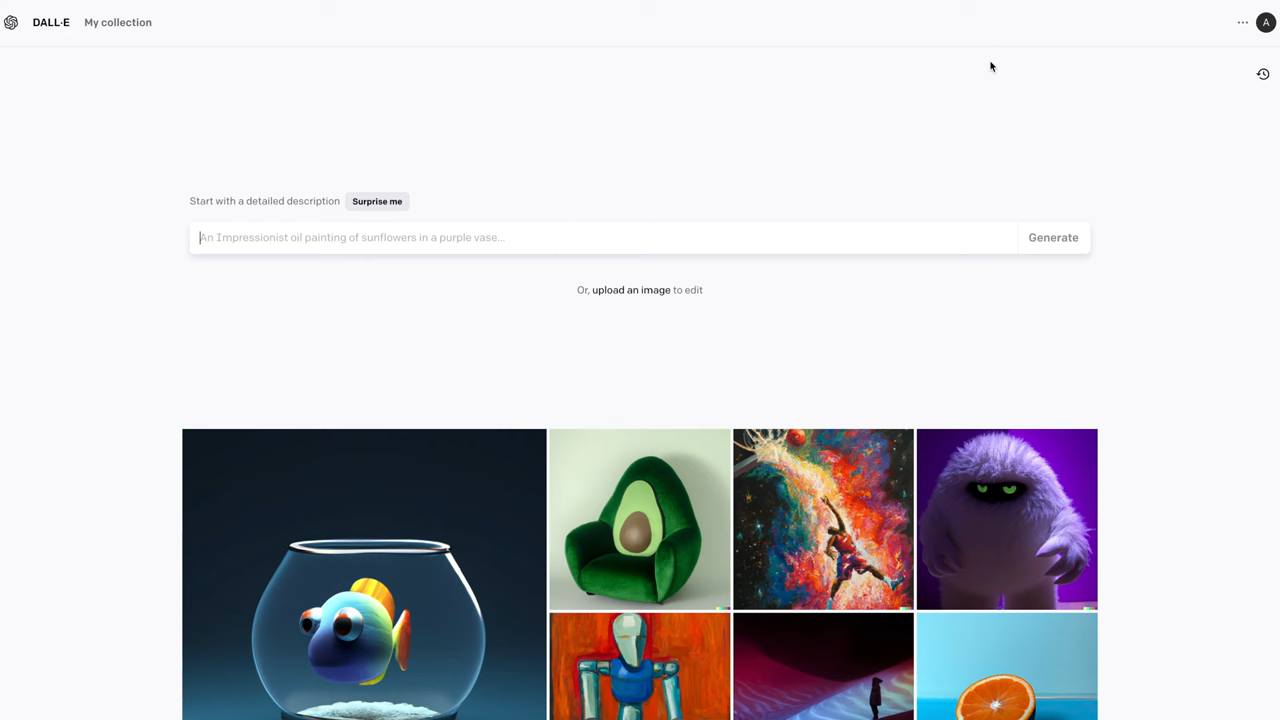 DALL·E My collection ··· A
Start with a detailed description Surprise me
An Impressionist oil painting of sunflowers in a purple vase... Generate
Or, upload an image to edit